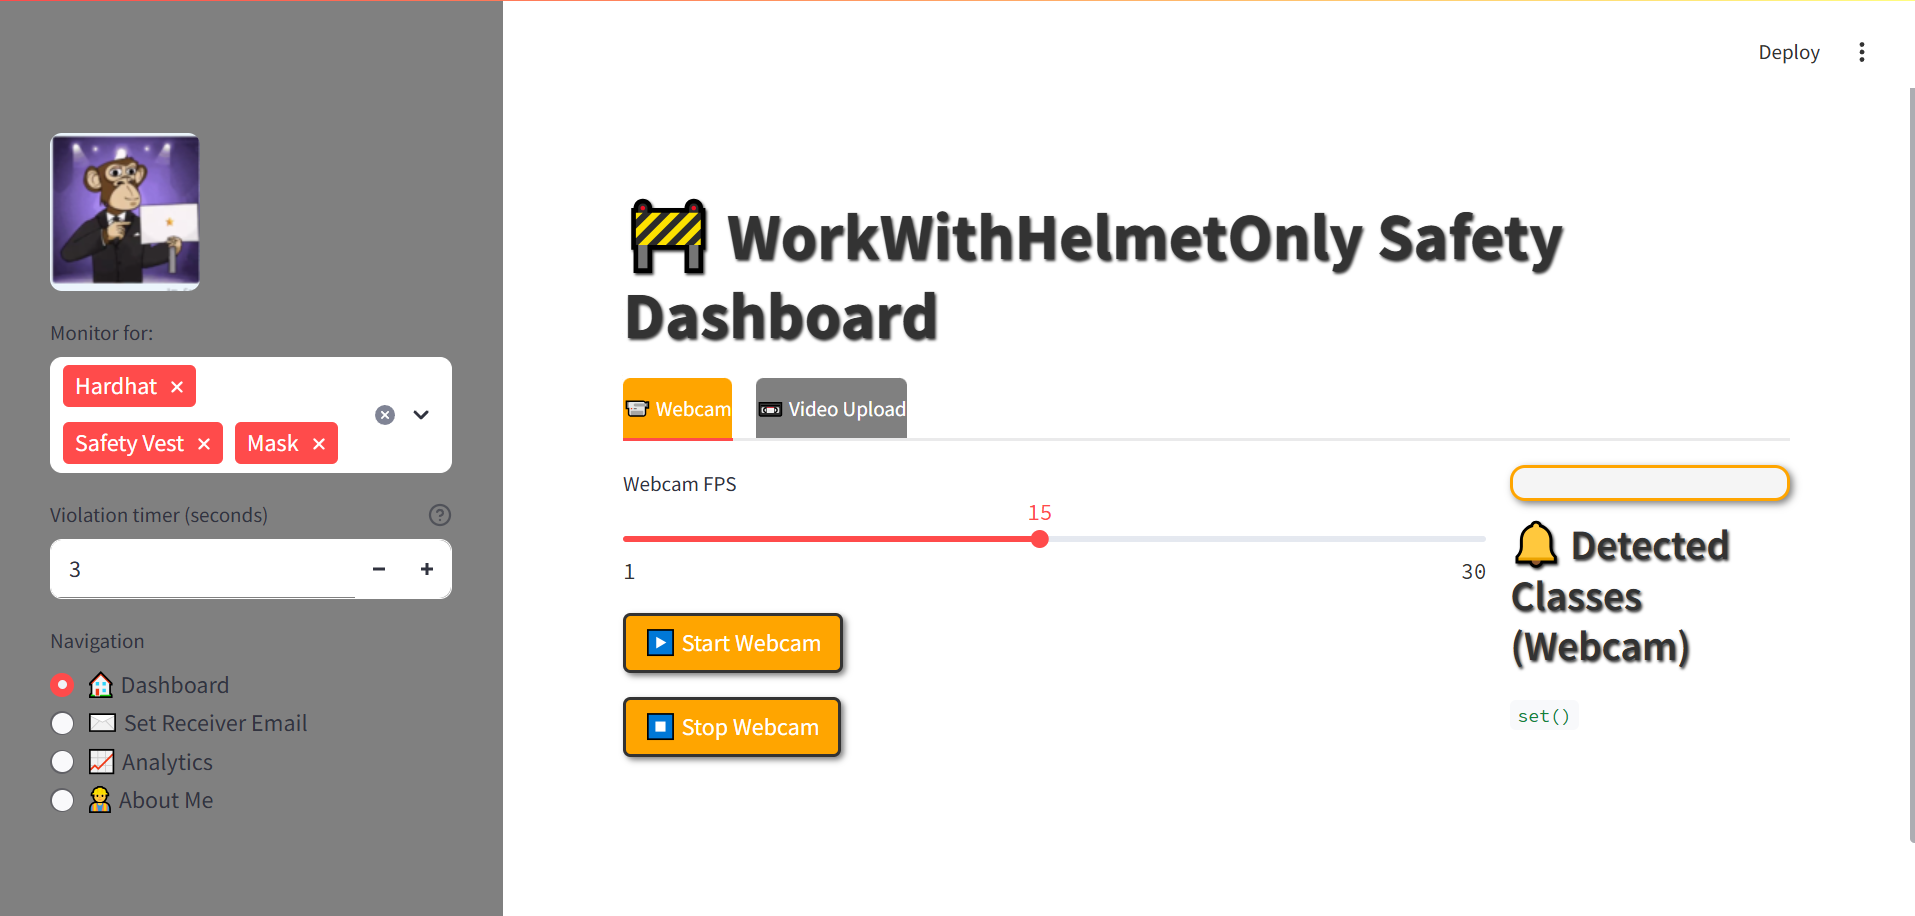 Deploy
Monitor for:
Hardhat
Safety Vest Mask
Violation timer (seconds)
3
Navigation
Dashboard
Set Receiver Email
Analytics
About Me
WorkWithHelmetOnly Safety
Dashboard
Webcam Video Upload
Webcam FPS
15
1 30
Start Webcam
Stop Webcam
Detected
Classes
(Webcam)
set()